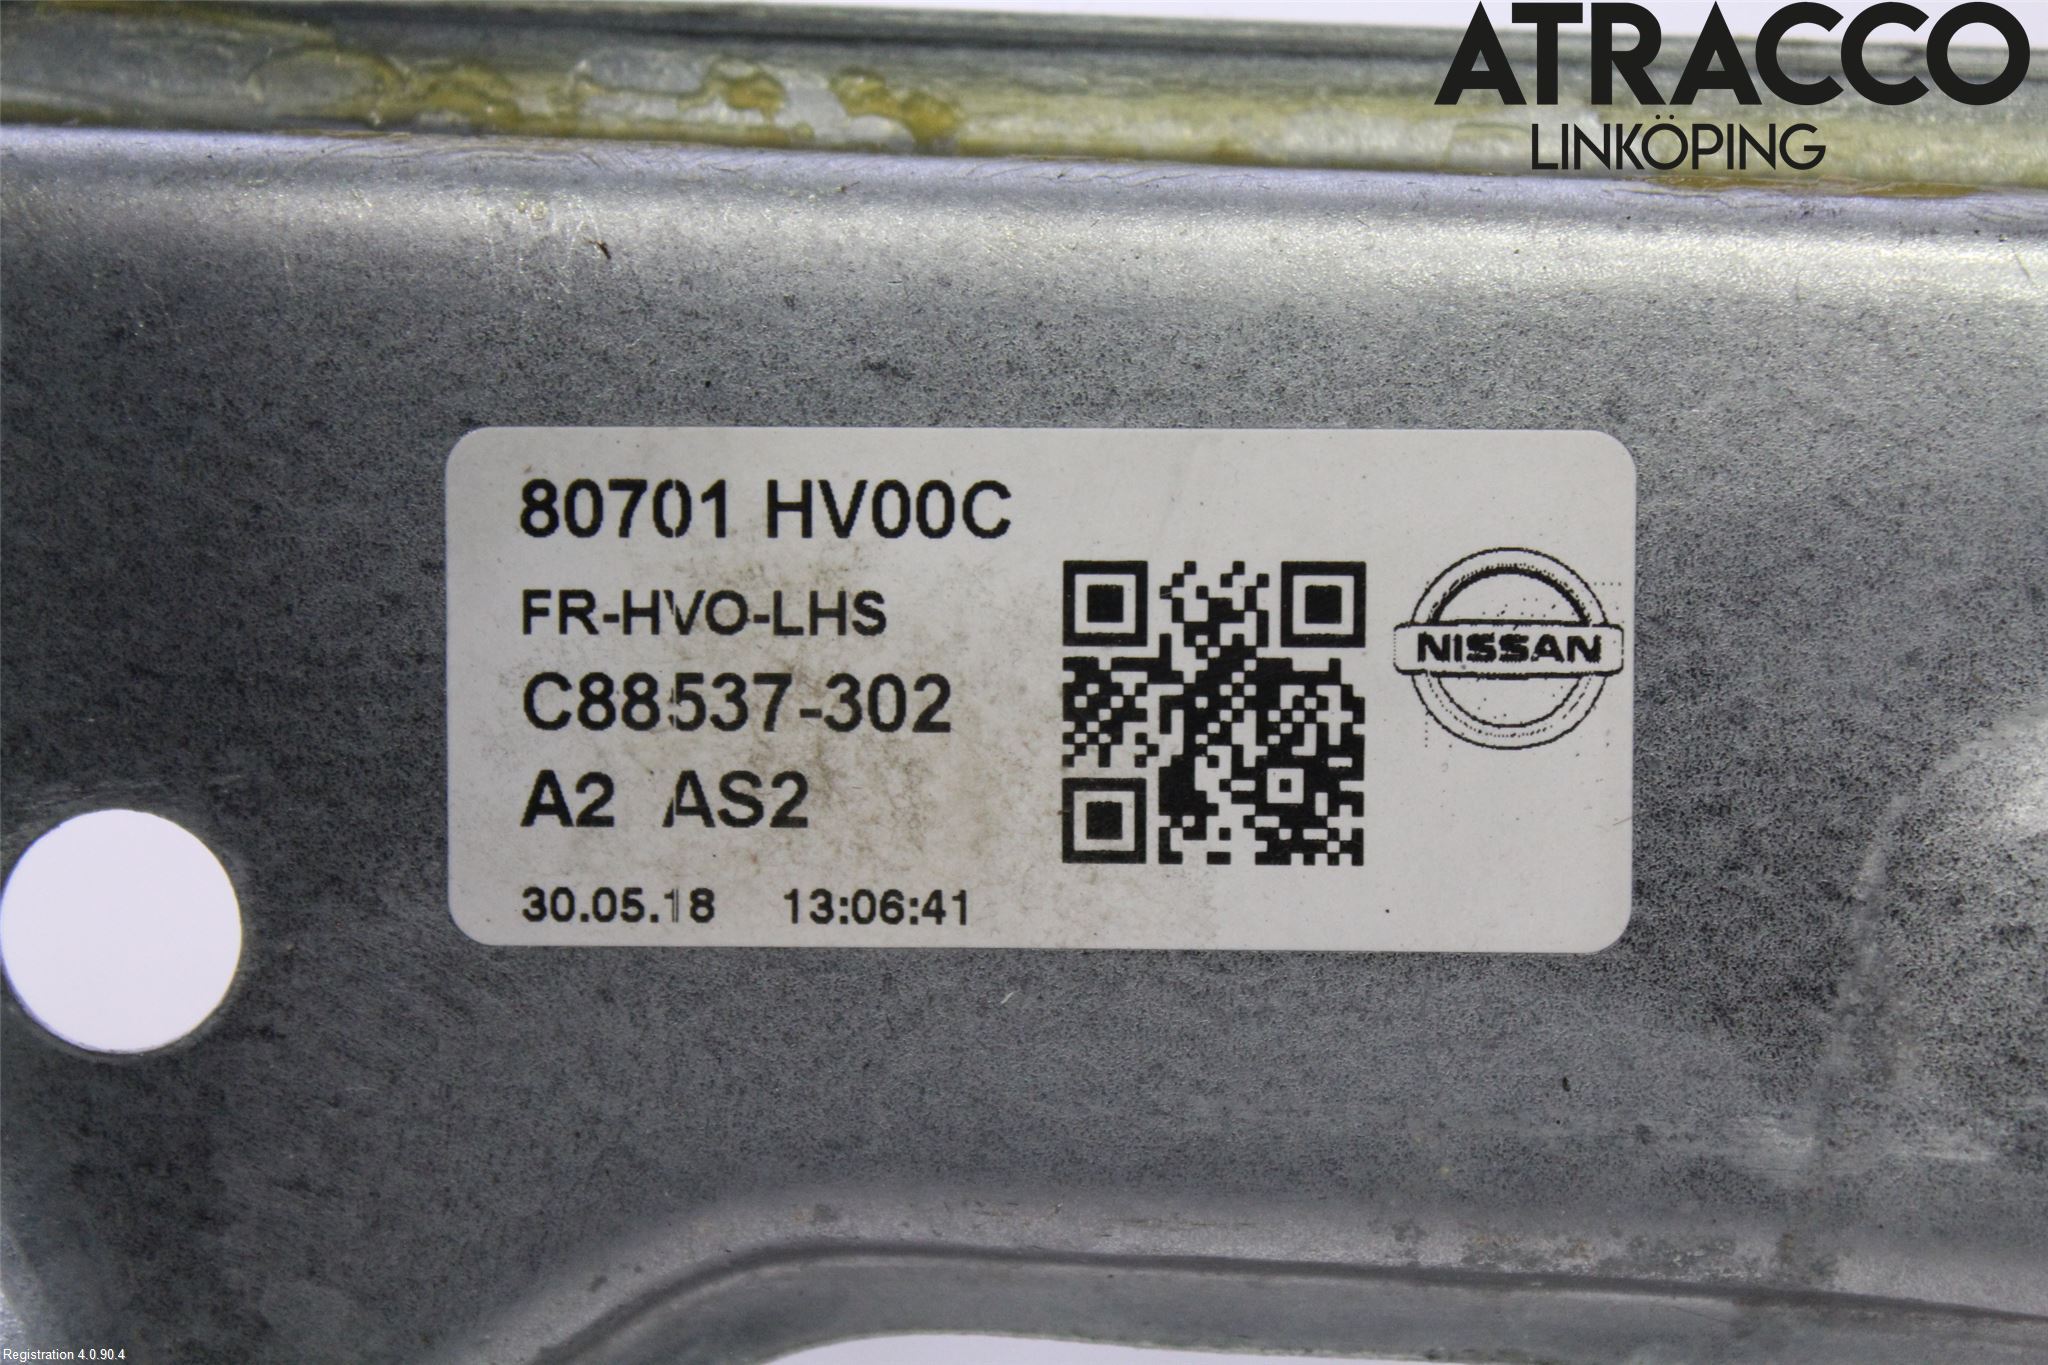 ATRACCO
LINKÖPING
80701 HV00C
FR-HVO-LHS
C88537-302
A2 AS2
30.05.18 13:06:41
NISSAN
Registration 4.0.90.4